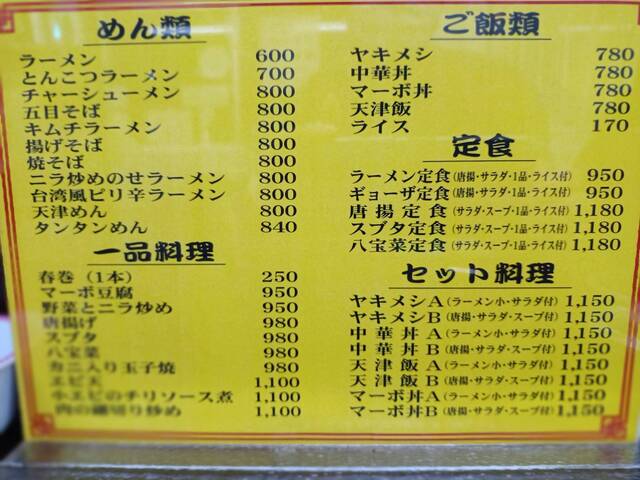 めん類
ラーメン 600
とんこつラーメン 700
チャーシューメン 800
五目そば 800
キムチラーメン 800
揚げそば 800
焼そば 800
ニラ炒めのせラーメン 800
台湾風ピリ辛ラーメン 800
天津めん 800
タンタンめん 840
一品料理
春巻（1本） 250
マーボ豆腐 950
野菜とニラ炒め 950
唐揚げ 980
スブタ 980
八宝菜 980
カニ入り玉子焼 980
エビ天 1,100
小エビのチリソース煮 1,100
肉の細切り炒め 1,100
ご飯類
ヤキメシ 780
中華丼 780
マーボ丼 780
天津飯 780
ライス 170
定食
ラーメン定食(唐揚・サラダ・1品・ライス付) 950
ギョーザ定食(唐揚・サラダ・1品・ライス付) 950
唐揚定食(サラダ・スープ・1品・ライス付) 1,180
スブタ定食(サラダ・スープ・1品・ライス付) 1,180
八宝菜定食(サラダ・スープ・1品・ライス付) 1,180
セット料理
ヤキメシA(ラーメン小・サラダ付) 1,150
ヤキメシB(唐揚・サラダ・スープ付) 1,150
中華丼A(ラーメン小・サラダ付) 1,150
中華丼B(唐揚・サラダ・スープ付) 1,150
天津飯A(ラーメン小・サラダ付) 1,150
天津飯B(唐揚・サラダ・スープ付) 1,150
マーボ丼A(ラーメン小・サラダ付) 1,150
マーボ丼B(唐揚・サラダ・スープ付) 1,150